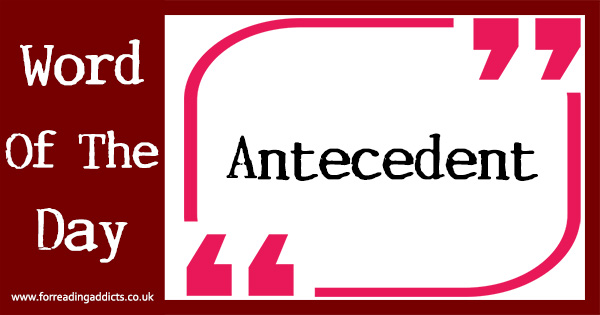 Word
Of The
Day
www.forreadingaddicts.co.uk
Antecedent